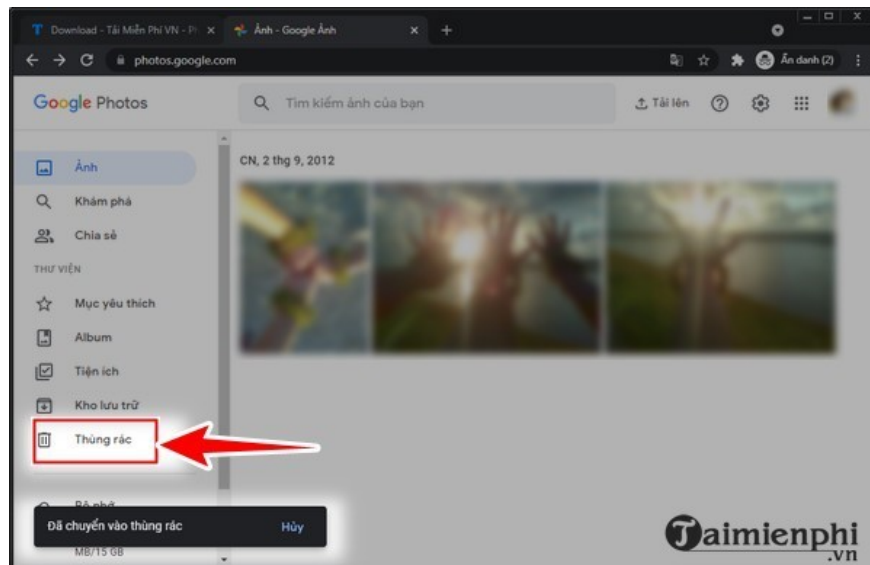 Download - Tải Miễn Phí VN - Ph
Ảnh - Google Ảnh
photos.google.com
Ẩn danh (2)
Google Photos
Tìm kiếm ảnh của bạn
Tải lên
Ảnh
CN, 2 thg 9, 2012
Khám phá
Chia sẻ
THƯ VIỆN
Mục yêu thích
Album
Tiện ích
Kho lưu trữ
Thùng rác
Bộ nhớ
Đã chuyển vào thùng rác Hủy
MB/15 GB
Taimienphi
.vn